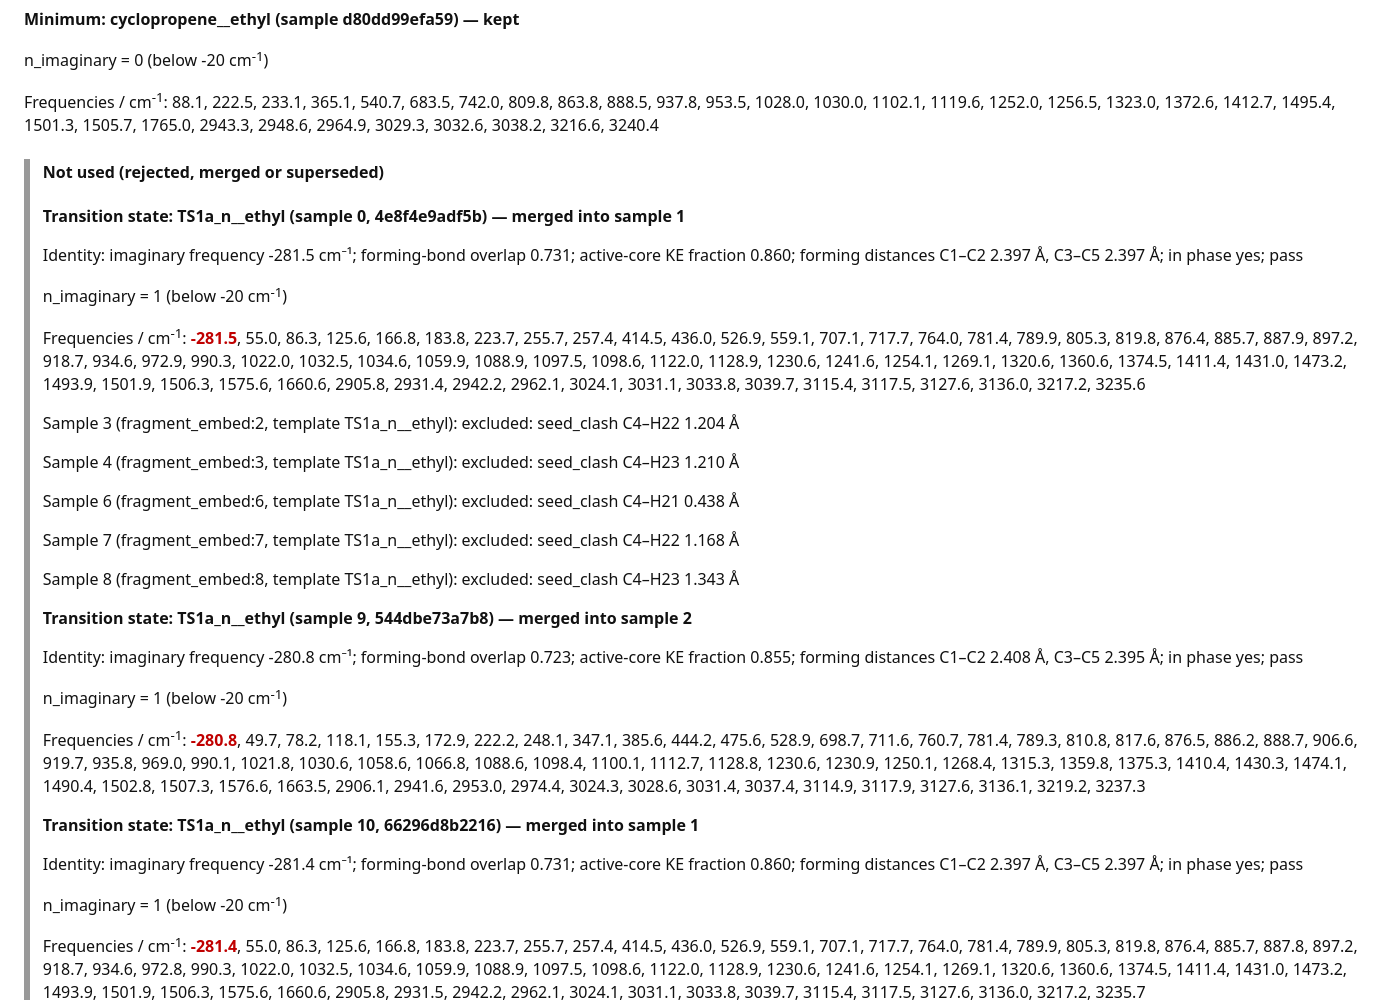 Minimum: cyclopropene__ethyl (sample d80dd99efa59) — kept
n_imaginary = 0 (below -20 cm-1)
Frequencies / cm-1: 88.1, 222.5, 233.1, 365.1, 540.7, 683.5, 742.0, 809.8, 863.8, 888.5, 937.8, 953.5, 1028.0, 1030.0, 1102.1, 1119.6, 1252.0, 1256.5, 1323.0, 1372.6, 1412.7, 1495.4,
1501.3, 1505.7, 1765.0, 2943.3, 2948.6, 2964.9, 3029.3, 3032.6, 3038.2, 3216.6, 3240.4
Not used (rejected, merged or superseded)
Transition state: TS1a_n__ethyl (sample 0, 4e8f4e9adf5b) — merged into sample 1
Identity: imaginary frequency -281.5 cm⁻¹; forming-bond overlap 0.731; active-core KE fraction 0.860; forming distances C1–C2 2.397 Å, C3–C5 2.397 Å; in phase yes; pass
n_imaginary = 1 (below -20 cm-1)
Frequencies / cm-1: -281.5, 55.0, 86.3, 125.6, 166.8, 183.8, 223.7, 255.7, 257.4, 414.5, 436.0, 526.9, 559.1, 707.1, 717.7, 764.0, 781.4, 789.9, 805.3, 819.8, 876.4, 885.7, 887.9, 897.2,
918.7, 934.6, 972.9, 990.3, 1022.0, 1032.5, 1034.6, 1059.9, 1088.9, 1097.5, 1098.6, 1122.0, 1128.9, 1230.6, 1241.6, 1254.1, 1269.1, 1320.6, 1360.6, 1374.5, 1411.4, 1431.0, 1473.2,
1493.9, 1501.9, 1506.3, 1575.6, 1660.6, 2905.8, 2931.4, 2942.2, 2962.1, 3024.1, 3031.1, 3033.8, 3039.7, 3115.4, 3117.5, 3127.6, 3136.0, 3217.2, 3235.6
Sample 3 (fragment_embed:2, template TS1a_n__ethyl): excluded: seed_clash C4–H22 1.204 Å
Sample 4 (fragment_embed:3, template TS1a_n__ethyl): excluded: seed_clash C4–H23 1.210 Å
Sample 6 (fragment_embed:6, template TS1a_n__ethyl): excluded: seed_clash C4–H21 0.438 Å
Sample 7 (fragment_embed:7, template TS1a_n__ethyl): excluded: seed_clash C4–H22 1.168 Å
Sample 8 (fragment_embed:8, template TS1a_n__ethyl): excluded: seed_clash C4–H23 1.343 Å
Transition state: TS1a_n__ethyl (sample 9, 544dbe73a7b8) — merged into sample 2
Identity: imaginary frequency -280.8 cm⁻¹; forming-bond overlap 0.723; active-core KE fraction 0.855; forming distances C1–C2 2.408 Å, C3–C5 2.395 Å; in phase yes; pass
n_imaginary = 1 (below -20 cm-1)
Frequencies / cm-1: -280.8, 49.7, 78.2, 118.1, 155.3, 172.9, 222.2, 248.1, 347.1, 385.6, 444.2, 475.6, 528.9, 698.7, 711.6, 760.7, 781.4, 789.3, 810.8, 817.6, 876.5, 886.2, 888.7, 906.6,
919.7, 935.8, 969.0, 990.1, 1021.8, 1030.6, 1058.6, 1066.8, 1088.6, 1098.4, 1100.1, 1112.7, 1128.8, 1230.6, 1230.9, 1250.1, 1268.4, 1315.3, 1359.8, 1375.3, 1410.4, 1430.3, 1474.1,
1490.4, 1502.8, 1507.3, 1576.6, 1663.5, 2906.1, 2941.6, 2953.0, 2974.4, 3024.3, 3028.6, 3031.4, 3037.4, 3114.9, 3117.9, 3127.6, 3136.1, 3219.2, 3237.3
Transition state: TS1a_n__ethyl (sample 10, 66296d8b2216) — merged into sample 1
Identity: imaginary frequency -281.4 cm⁻¹; forming-bond overlap 0.731; active-core KE fraction 0.860; forming distances C1–C2 2.397 Å, C3–C5 2.397 Å; in phase yes; pass
n_imaginary = 1 (below -20 cm-1)
Frequencies / cm-1: -281.4, 55.0, 86.3, 125.6, 166.8, 183.8, 223.7, 255.7, 257.4, 414.5, 436.0, 526.9, 559.1, 707.1, 717.7, 764.0, 781.4, 789.9, 805.3, 819.8, 876.4, 885.7, 887.8, 897.2,
918.7, 934.6, 972.8, 990.3, 1022.0, 1032.5, 1034.6, 1059.9, 1088.9, 1097.5, 1098.6, 1122.0, 1128.9, 1230.6, 1241.6, 1254.1, 1269.1, 1320.6, 1360.6, 1374.5, 1411.4, 1431.0, 1473.2,
1493.9, 1501.9, 1506.3, 1575.6, 1660.6, 2905.8, 2931.5, 2942.2, 2962.1, 3024.1, 3031.1, 3033.8, 3039.7, 3115.4, 3117.5, 3127.6, 3136.0, 3217.2, 3235.7